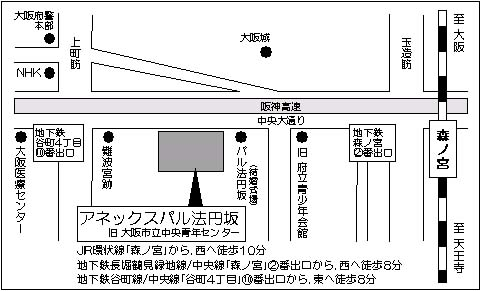 大阪府警
本部
上町筋
大阪城
玉造筋
至大阪
NHK
阪神高速
中央大通り
地下鉄
谷町4丁目
⑪番出口
地下鉄
森ノ宮
②番出口
森ノ宮
大阪医療センター
難波宮跡
パル法円坂
(結婚式場)
旧 府立青少年会館
アネックスパル法円坂
旧 大阪市立中央青年センター
至天王寺
JR環状線「森ノ宮」から、西へ徒歩10分
地下鉄長堀鶴見緑地線/中央線「森ノ宮」②番出口から、西へ徒歩8分
地下鉄谷町線/中央線「谷町4丁目」⑪番出口から、東へ徒歩8分